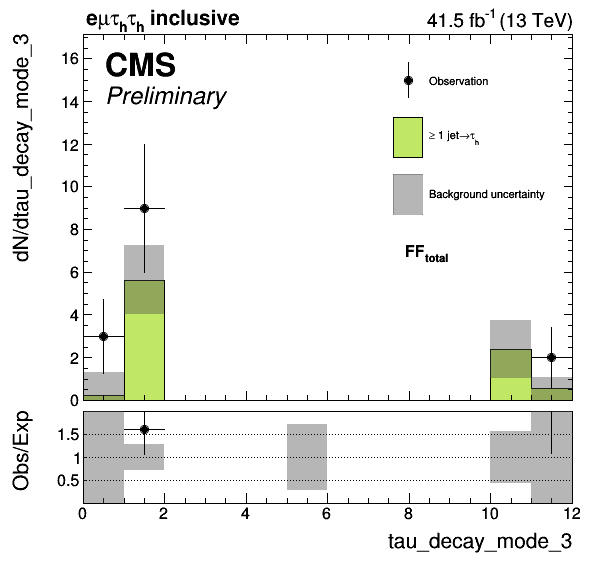 eμτhτh inclusive
41.5 fb-1 (13 TeV)
CMS
Preliminary
Observation
≥ 1 jet→τh
Background uncertainty
FFtotal
dN/dtau_decay_mode_3
16
14
12
10
8
6
4
2
0
Obs/Exp
1.5
1
0.5
0 2 4 6 8 10 12
tau_decay_mode_3